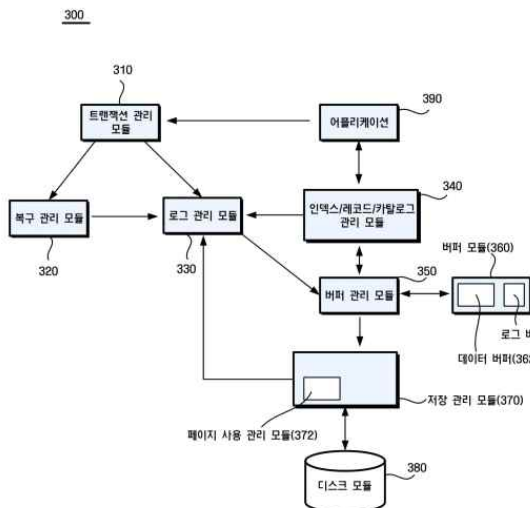 300
310
트랜잭션 관리
모듈
390
어플리케이션
340
복구 관리 모듈
320
로그 관리 모듈
330
인덱스/레코드/카탈로그
관리 모듈
350
버퍼 모듈(360)
버퍼 관리 모듈
로그 버
데이터 버퍼(362
저장 관리 모듈(370)
페이지 사용 관리 모듈(372)
380
디스크 모듈